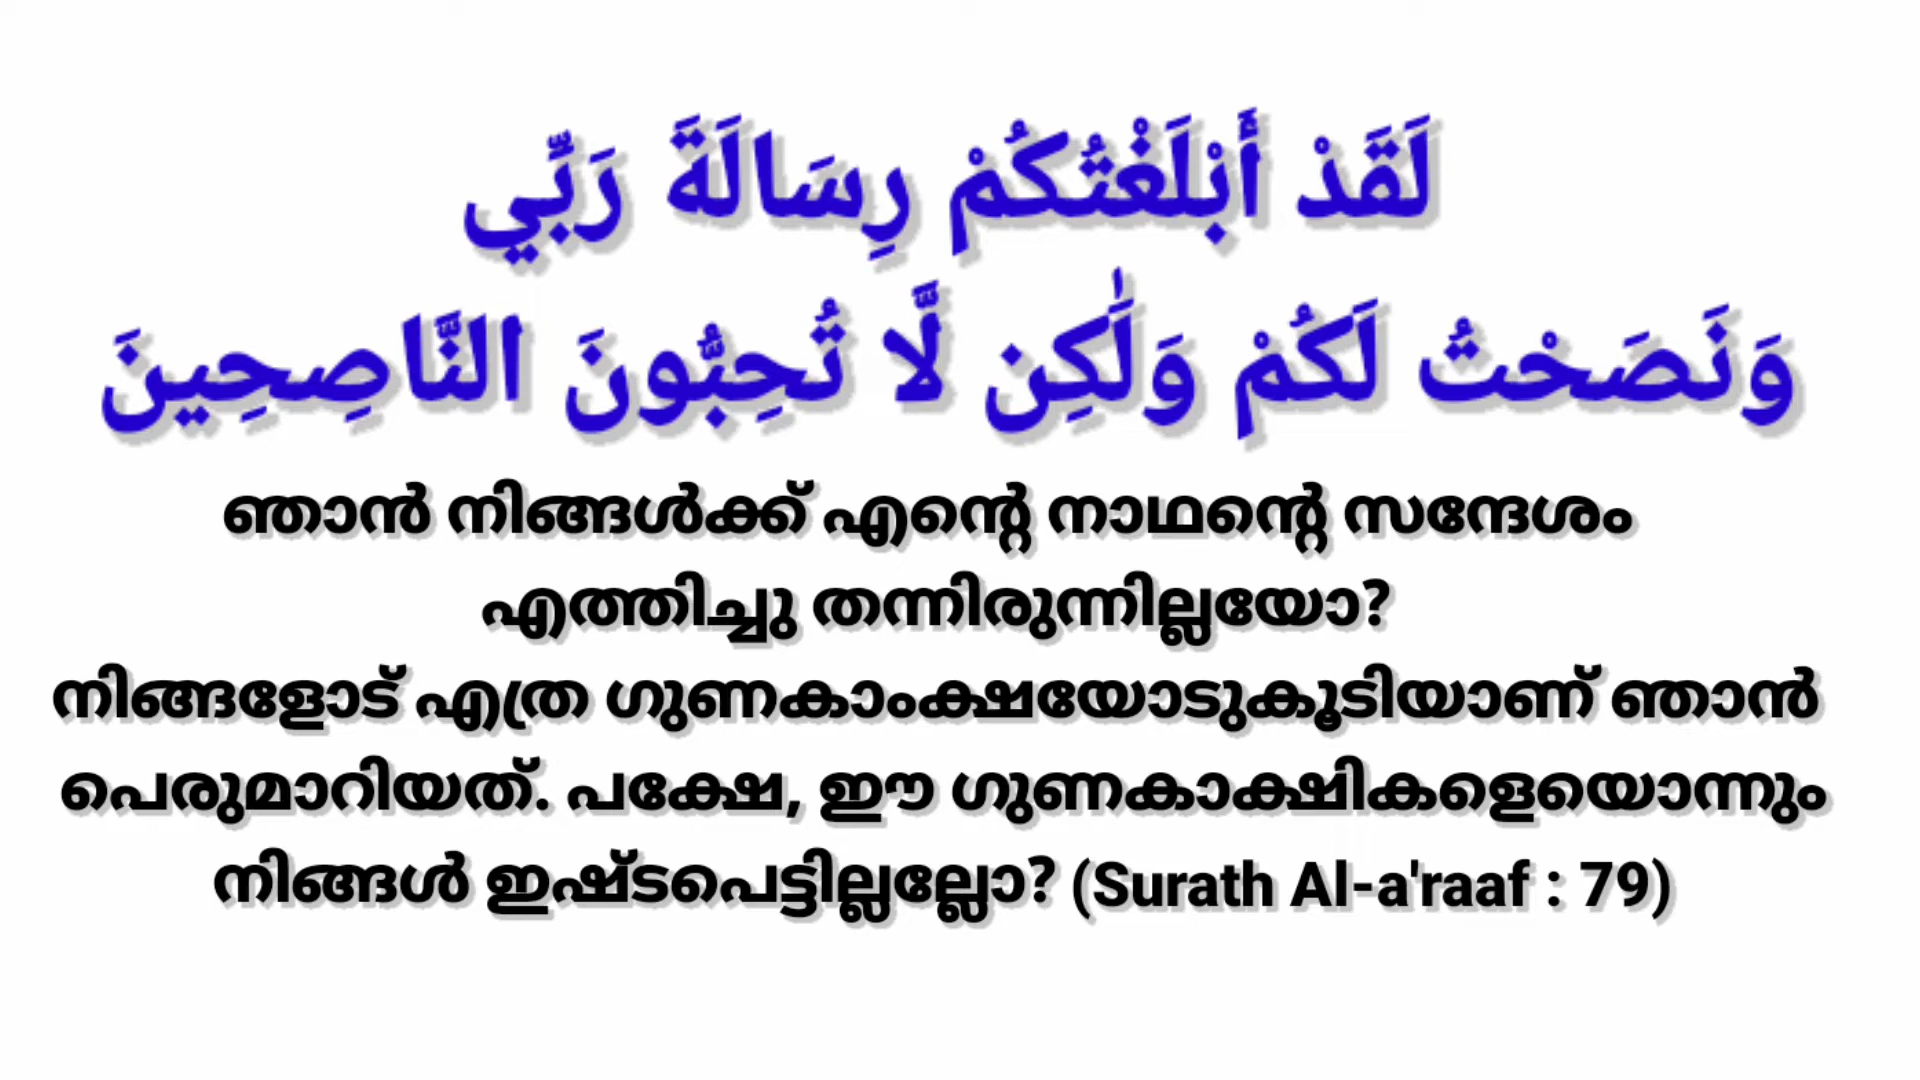 لَقَدْ أَبْلَغْتُكُمْ رِسَالَةَ رَبِّي
وَنَصَحْتُ لَكُمْ وَلَٰكِن لَّا تُحِبُّونَ النَّاصِحِينَ
ഞാൻ നിങ്ങൾക്ക് എന്റെ നാഥന്റെ സന്ദേശം
എത്തിച്ചു തന്നിരുന്നില്ലയോ?
നിങ്ങളോട് എത്ര ഗുണകാംക്ഷയോടുകൂടിയാണ് ഞാൻ
പെരുമാറിയത്. പക്ഷേ, ഈ ഗുണകാക്ഷികളെയൊന്നും
നിങ്ങൾ ഇഷ്ടപെട്ടില്ലല്ലോ? (Surath Al-a'raaf : 79)